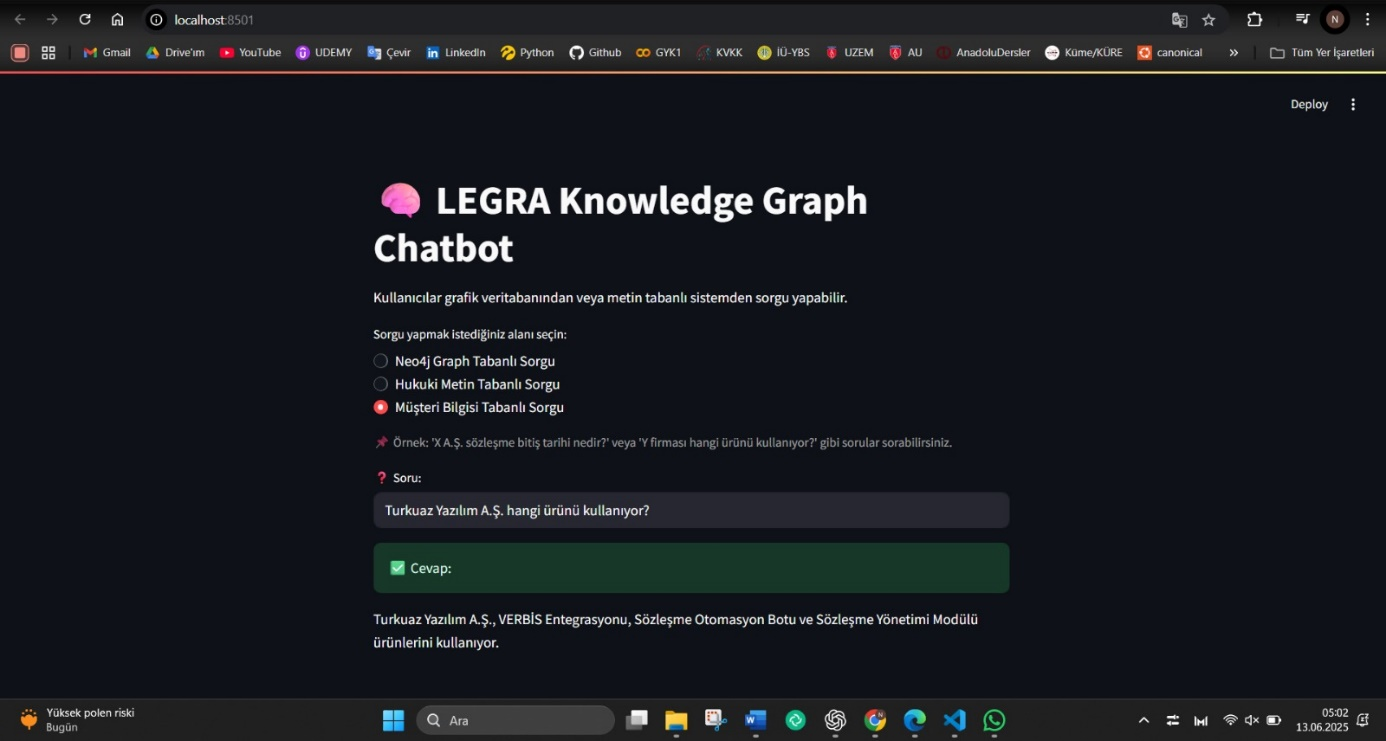 localhost:8501
N
Gmail Drive'ım YouTube UDEMY Çevir LinkedIn Python Github GYK1 KVKK İÜ-YBS UZEM AU AnadoluDersler Küme/KÜRE canonical » Tüm Yer İşaretleri
Deploy
LEGRA Knowledge Graph
Chatbot
Kullanıcılar grafik veritabanından veya metin tabanlı sistemden sorgu yapabilir.
Sorgu yapmak istediğiniz alanı seçin:
Neo4j Graph Tabanlı Sorgu
Hukuki Metin Tabanlı Sorgu
Müşteri Bilgisi Tabanlı Sorgu
Örnek: 'X A.Ş. sözleşme bitiş tarihi nedir?' veya 'Y firması hangi ürünü kullanıyor?' gibi sorular sorabilirsiniz.
Soru:
Turkuaz Yazılım A.Ş. hangi ürünü kullanıyor?
Cevap:
Turkuaz Yazılım A.Ş., VERBİS Entegrasyonu, Sözleşme Otomasyon Botu ve Sözleşme Yönetimi Modülü
ürünlerini kullanıyor.
Yüksek polen riski
Bugün
Ara
05:02
13.06.2025